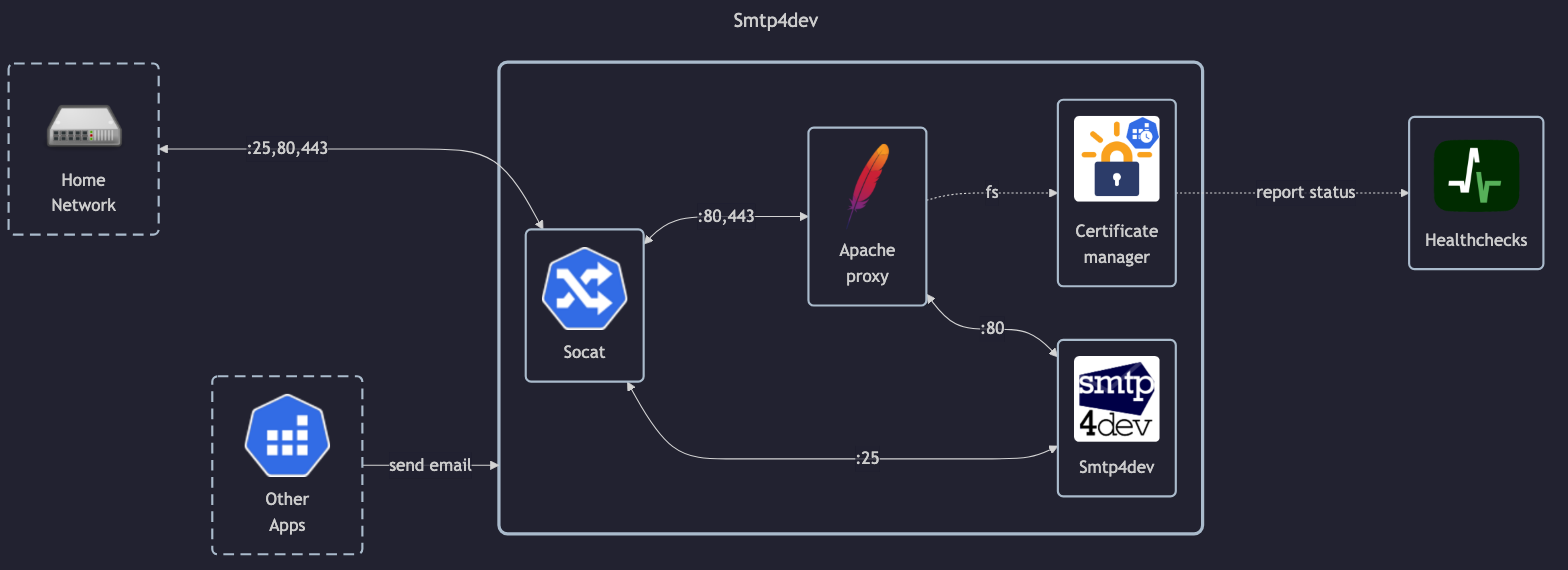 Smtp4dev
Home
Network
:25,80,443
Socat
:80,443
Apache
proxy
fs
Certificate
manager
report status
Healthchecks
:80
smtp
4dev
Smtp4dev
:25
send email
Other
Apps